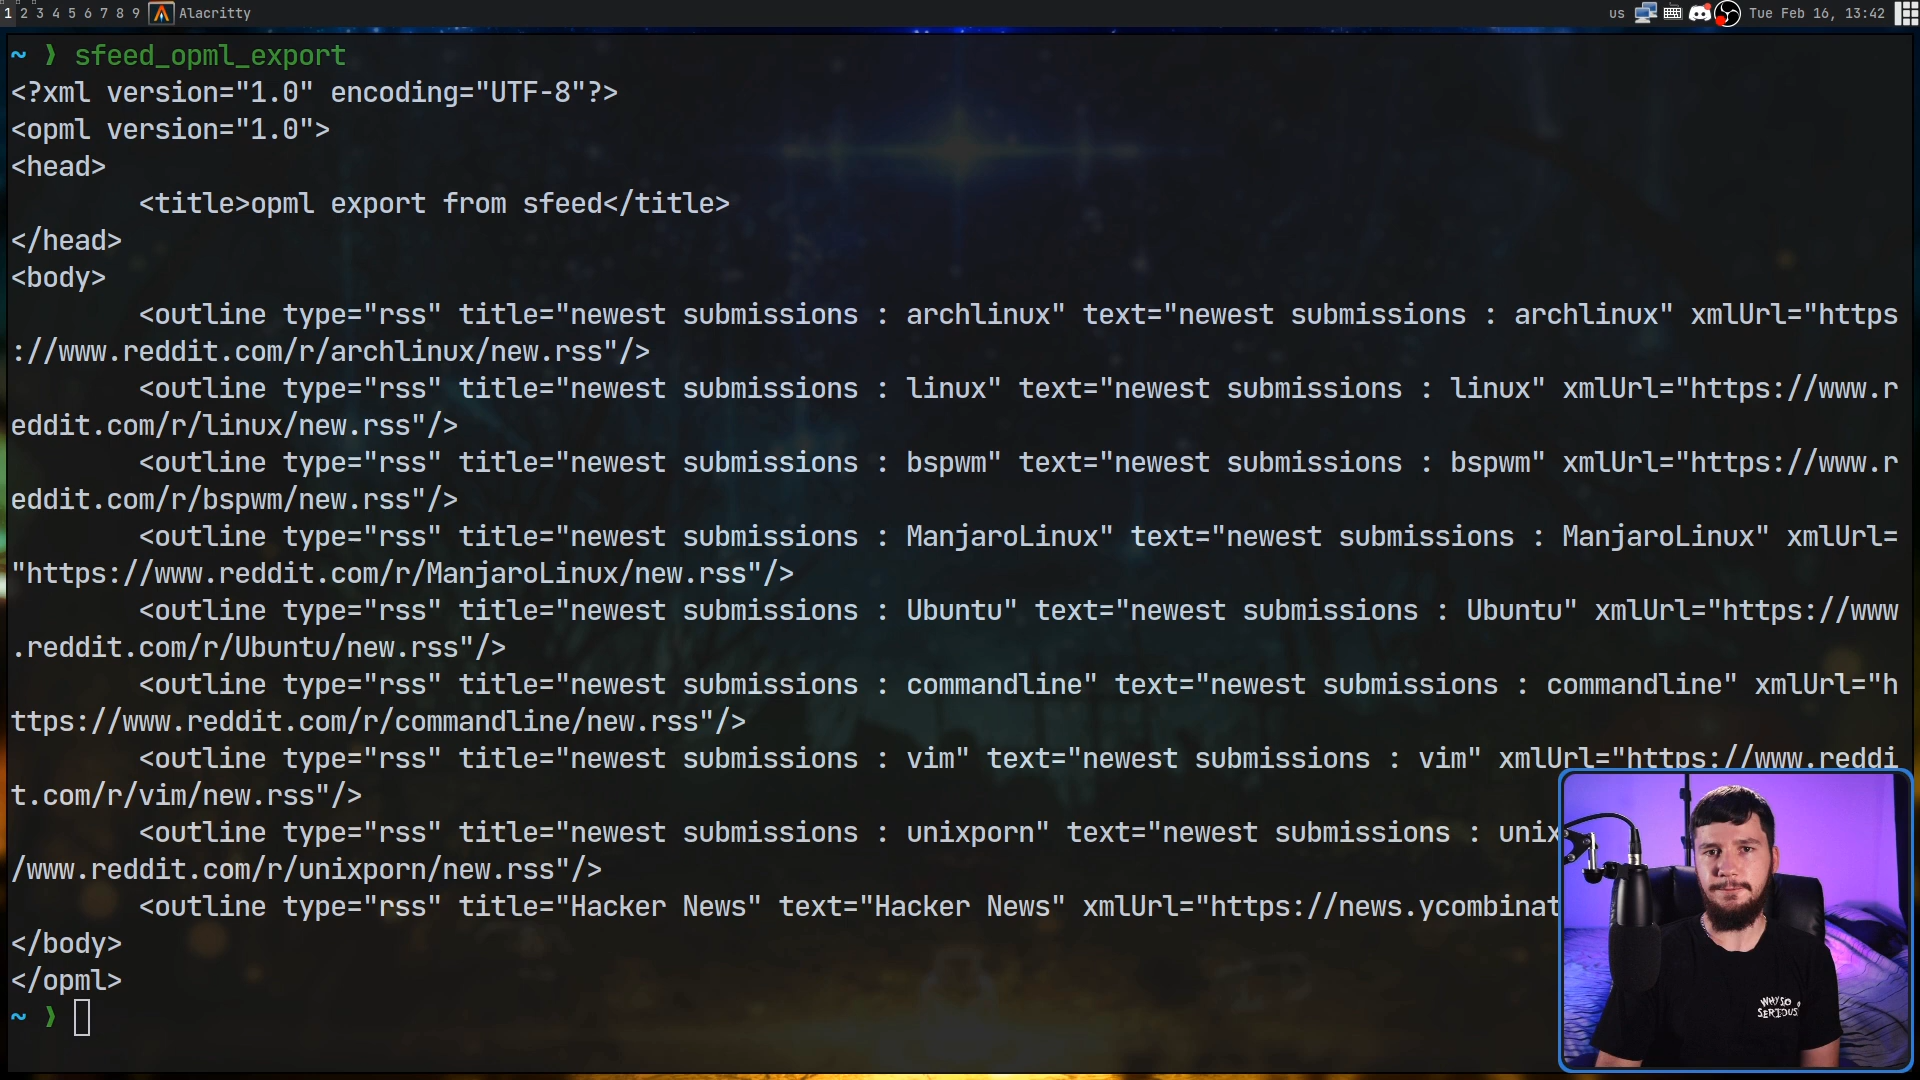 1 2 3 4 5 6 7 8 9 Alacritty us Tue Feb 16, 13:42
~ ❯ sfeed_opml_export
<?xml version="1.0" encoding="UTF-8"?>
<opml version="1.0">
<head>
<title>opml export from sfeed</title>
</head>
<body>
<outline type="rss" title="newest submissions : archlinux" text="newest submissions : archlinux" xmlUrl="https
://www.reddit.com/r/archlinux/new.rss"/>
<outline type="rss" title="newest submissions : linux" text="newest submissions : linux" xmlUrl="https://www.r
eddit.com/r/linux/new.rss"/>
<outline type="rss" title="newest submissions : bspwm" text="newest submissions : bspwm" xmlUrl="https://www.r
eddit.com/r/bspwm/new.rss"/>
<outline type="rss" title="newest submissions : ManjaroLinux" text="newest submissions : ManjaroLinux" xmlUrl=
"https://www.reddit.com/r/ManjaroLinux/new.rss"/>
<outline type="rss" title="newest submissions : Ubuntu" text="newest submissions : Ubuntu" xmlUrl="https://www
.reddit.com/r/Ubuntu/new.rss"/>
<outline type="rss" title="newest submissions : commandline" text="newest submissions : commandline" xmlUrl="h
ttps://www.reddit.com/r/commandline/new.rss"/>
<outline type="rss" title="newest submissions : vim" text="newest submissions : vim" xmlUrl="https://www.reddi
t.com/r/vim/new.rss"/>
<outline type="rss" title="newest submissions : unixporn" text="newest submissions : unix
/www.reddit.com/r/unixporn/new.rss"/>
<outline type="rss" title="Hacker News" text="Hacker News" xmlUrl="https://news.ycombinat
</body>
</opml>
~ ❯
WHY SO
SERIOUS?